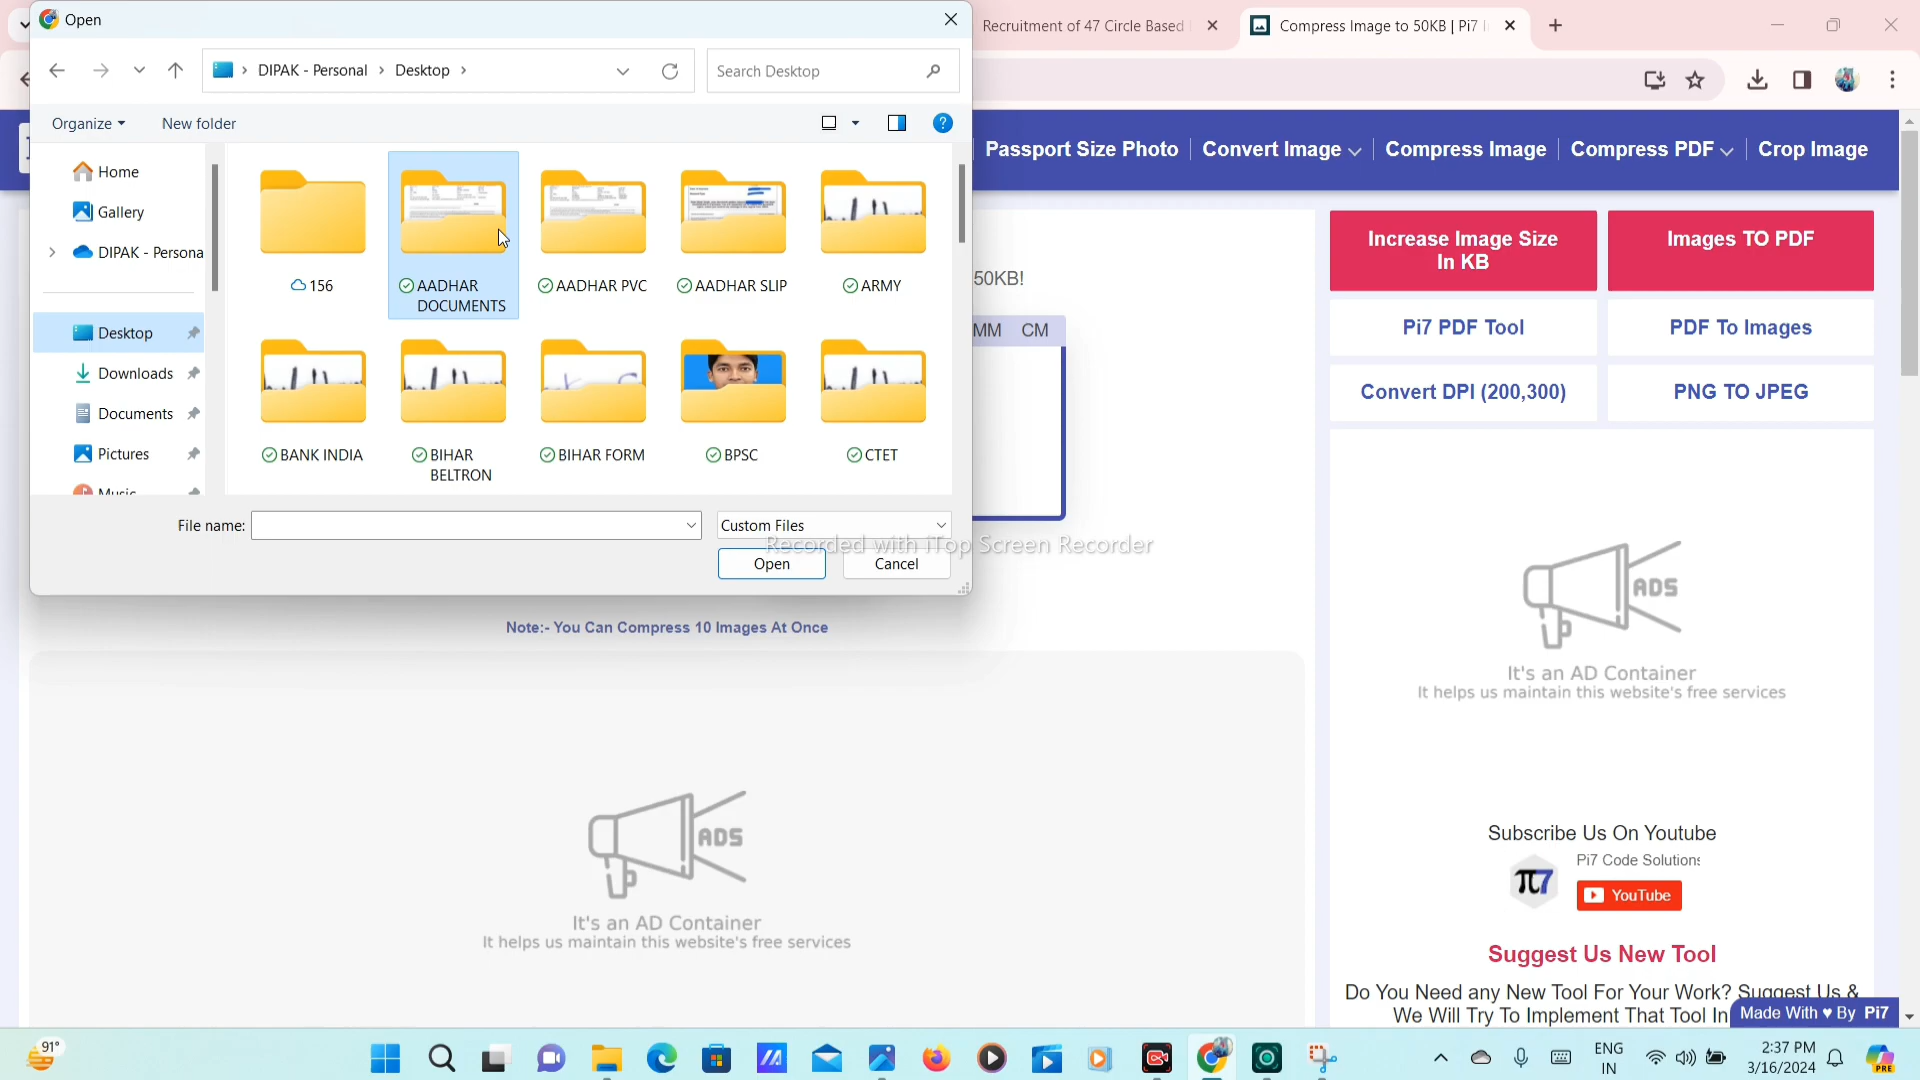 Open
Recruitment of 47 Circle Based
Compress Image to 50KB | Pi7
DIPAK - Personal > Desktop >
Search Desktop
Organize
New folder
Passport Size Photo
Convert Image
Compress Image
Compress PDF
Crop Image
Home
Gallery
DIPAK - Persona
Desktop
Downloads
Documents
Pictures
Music
156
AADHAR
DOCUMENTS
AADHAR PVC
AADHAR SLIP
ARMY
BANK INDIA
BIHAR
BELTRON
BIHAR FORM
BPSC
CTET
File name:
Custom Files
Open
Cancel
50KB!
MM CM
Recorded with iTop Screen Recorder
Note:- You Can Compress 10 Images At Once
ADS
It's an AD Container
It helps us maintain this website's free services
Increase Image Size
In KB
Images TO PDF
Pi7 PDF Tool
PDF To Images
Convert DPI (200,300)
PNG TO JPEG
ADS
It's an AD Container
It helps us maintain this website's free services
Subscribe Us On Youtube
Pi7 Code Solutions
π7
YouTube
Suggest Us New Tool
Do You Need any New Tool For Your Work? Suggest Us &
We Will Try To Implement That Tool In
Made With ♥ By Pi7
91°
ENG
IN
2:37 PM
3/16/2024
PRE